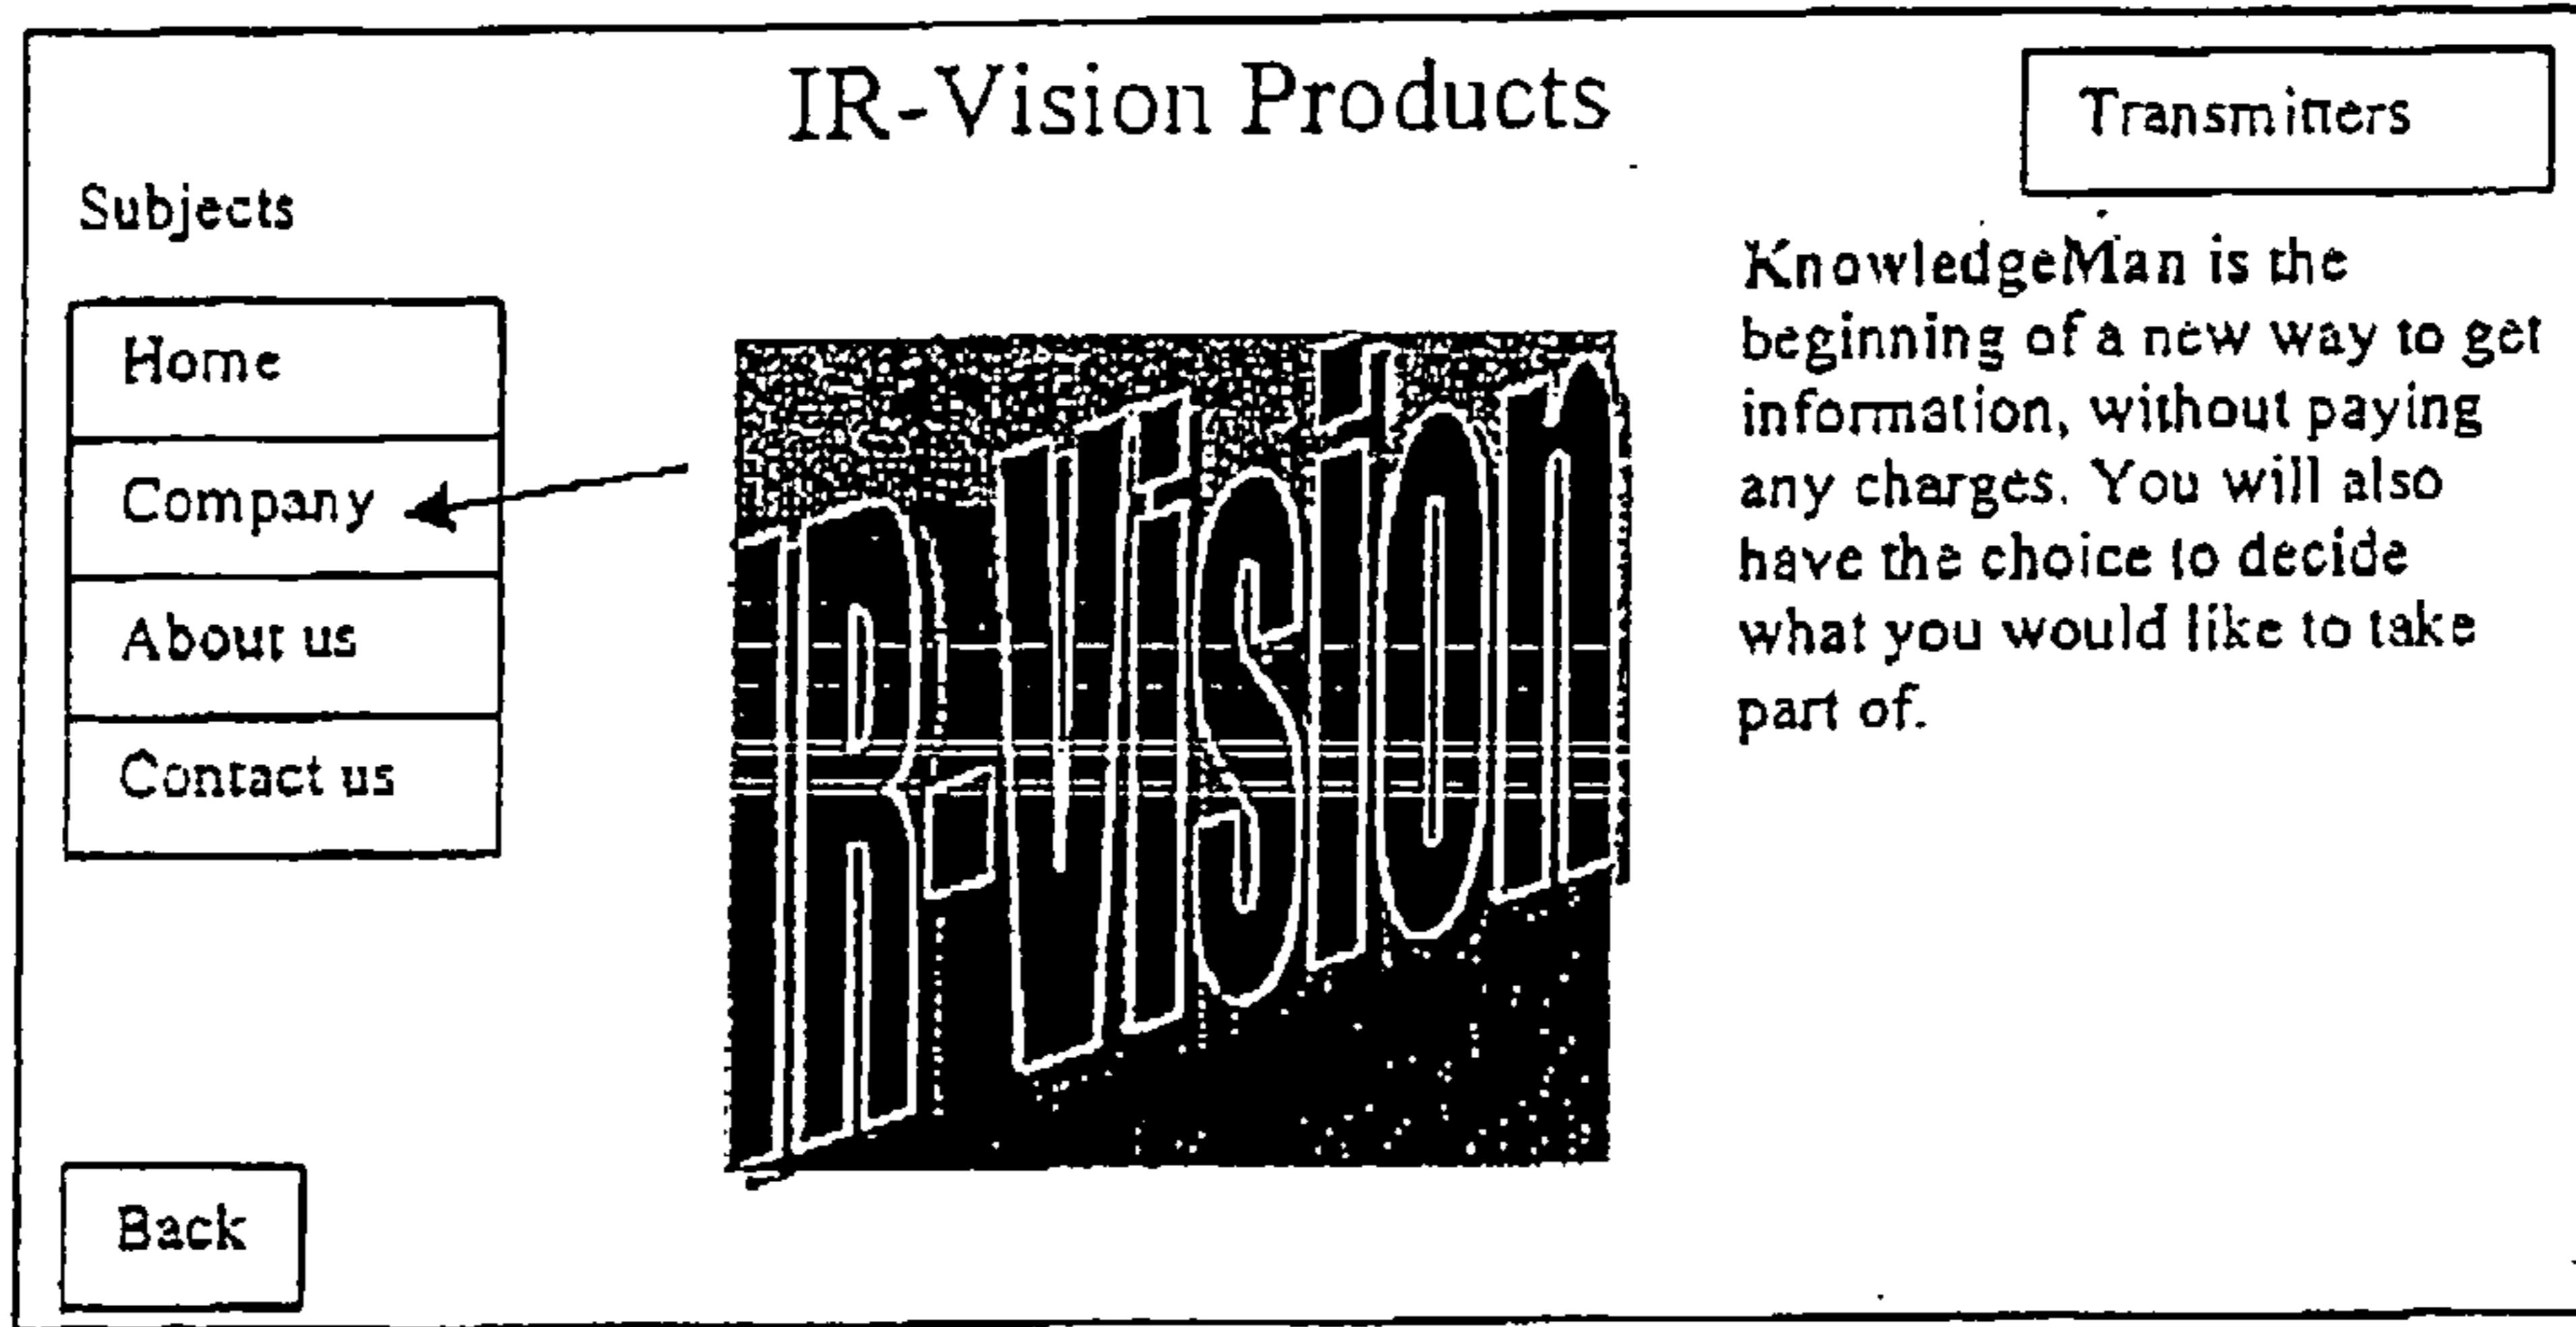 IR-Vision Products
Transmitters
Subjects
Home
Company
About us
Contact us
IR-Vision
KnowledgeMan is the
beginning of a new way to get
information, without paying
any charges. You will also
have the choice to decide
what you would like to take
part of.
Back